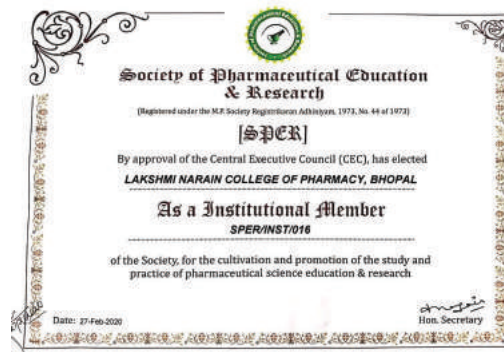 Society of Pharmaceutical Education
& Research
(Registered under the M.P. Society Registrikaran Adhiniyam, 1973, No. 44 of 1973)
[SPER]
By approval of the Central Executive Council (CEC), has elected
LAKSHMI NARAIN COLLEGE OF PHARMACY, BHOPAL
As a Institutional Member
SPER/INST/016
of the Society, for the cultivation and promotion of the study and
practice of pharmaceutical science education & research
Date: 27-Feb-2020
Hon. Secretary